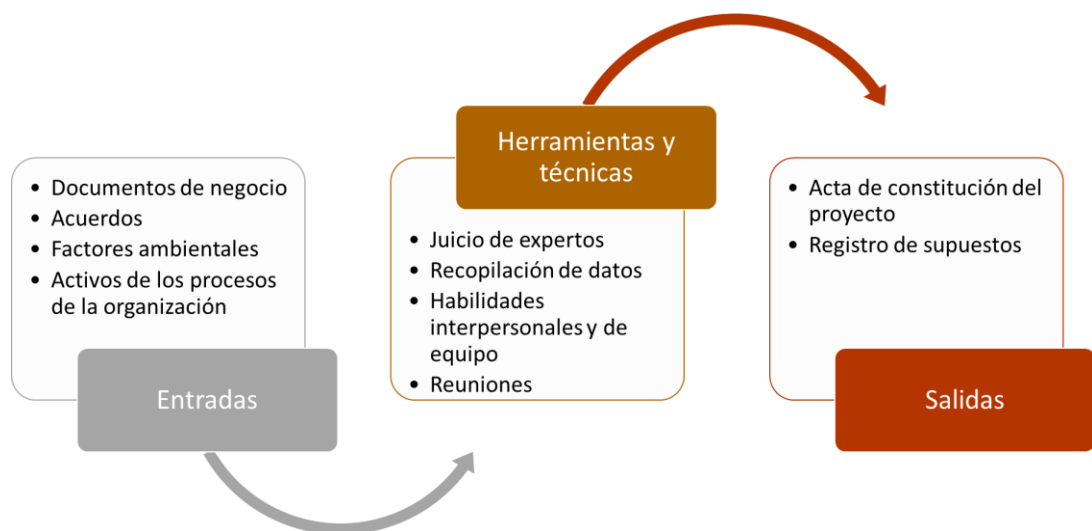 • Documentos de negocio
• Acuerdos
• Factores ambientales
• Activos de los procesos
de la organización
Entradas
Herramientas y
técnicas
• Juicio de expertos
• Recopilación de datos
• Habilidades
interpersonales y de
equipo
• Reuniones
• Acta de constitución del
proyecto
• Registro de supuestos
Salidas